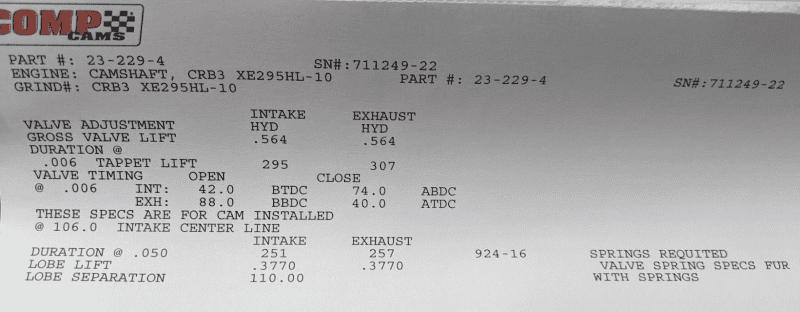 COMP
CAMS
PART #: 23-229-4 SN#:711249-22
ENGINE: CAMSHAFT, CRB3 XE295HL-10 PART #: 23-229-4 SN#:711249-22
GRIND#: CRB3 XE295HL-10
INTAKE EXHAUST
VALVE ADJUSTMENT HYD HYD
GROSS VALVE LIFT .564 .564
DURATION @
.006 TAPPET LIFT 295 307
VALVE TIMING OPEN CLOSE
@ .006 INT: 42.0 BTDC 74.0 ABDC
EXH: 88.0 BBDC 40.0 ATDC
THESE SPECS ARE FOR CAM INSTALLED
@ 106.0 INTAKE CENTER LINE
INTAKE EXHAUST
DURATION @ .050 251 257 924-16 SPRINGS REQUITED
LOBE LIFT .3770 .3770 VALVE SPRING SPECS FUR
LOBE SEPARATION 110.00 WITH SPRINGS